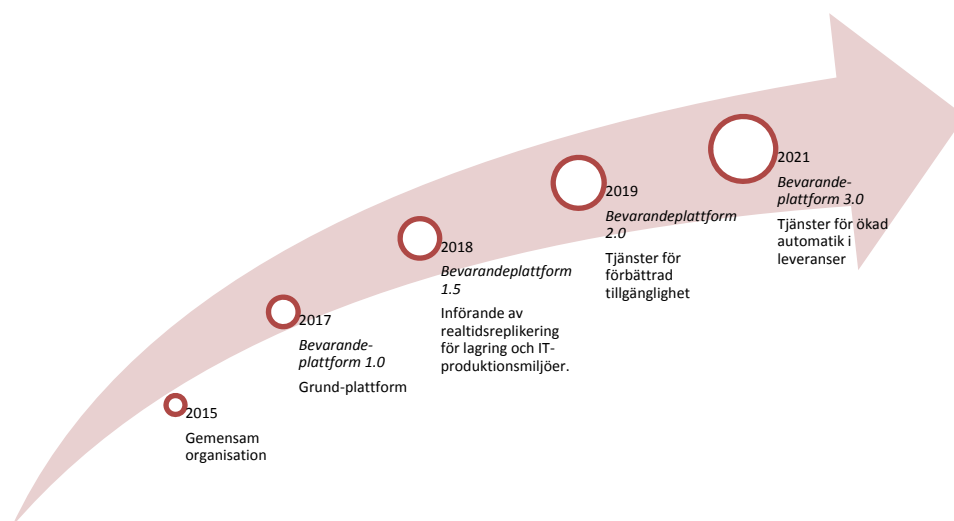 2015
Gemensam
organisation
2017
Bevarande-
plattform 1.0
Grund-plattform
2018
Bevarandeplattform
1.5
Införande av
realtidsreplikering
för lagring och IT-
produktionsmiljöer.
2019
Bevarandeplattform
2.0
Tjänster för
förbättrad
tillgänglighet
2021
Bevarande-
plattform 3.0
Tjänster för ökad
automatik i
leveranser